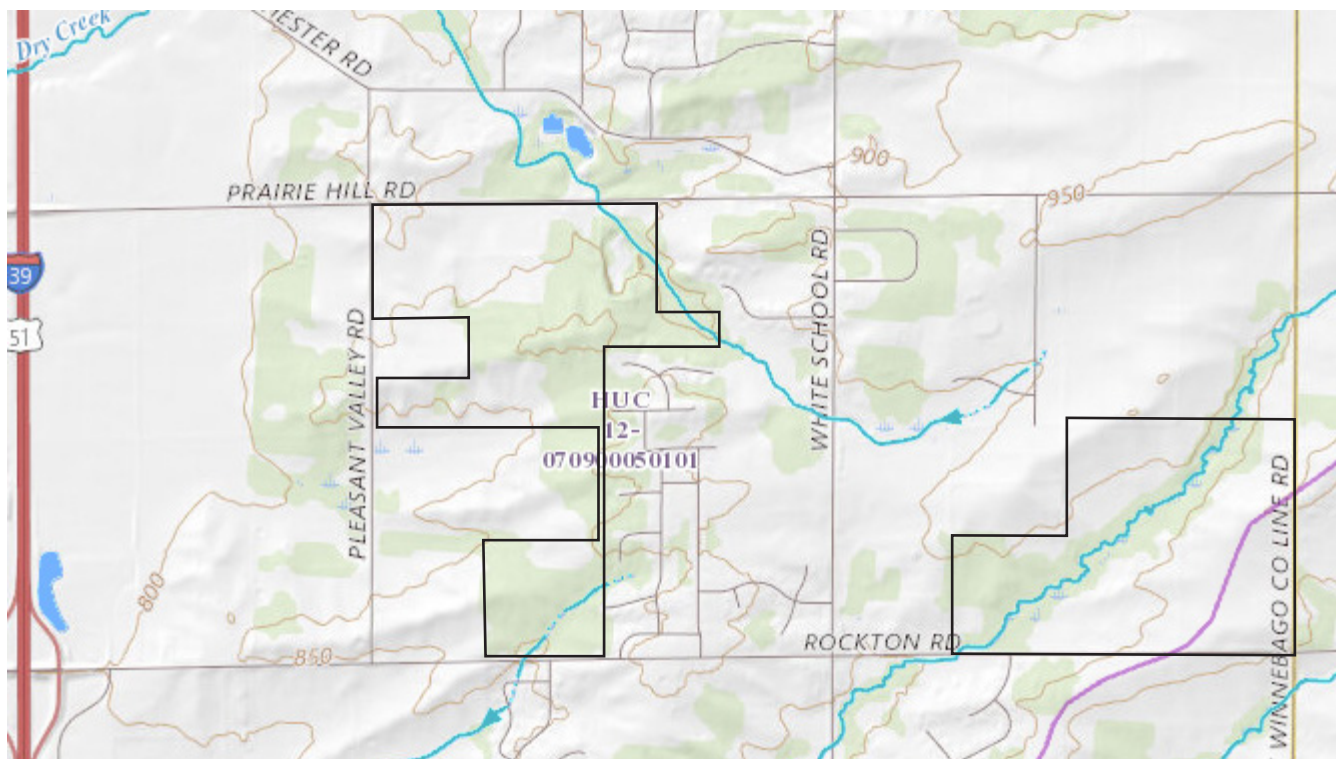 Dry Creek
HESTER RD
900
PRAIRIE HILL RD
950
39
51
PLEASANT VALLEY RD
WHITE SCHOOL RD
HUC
12-
070900050101
WINNEBAGO CO LINE RD
800
ROCKTON RD
850